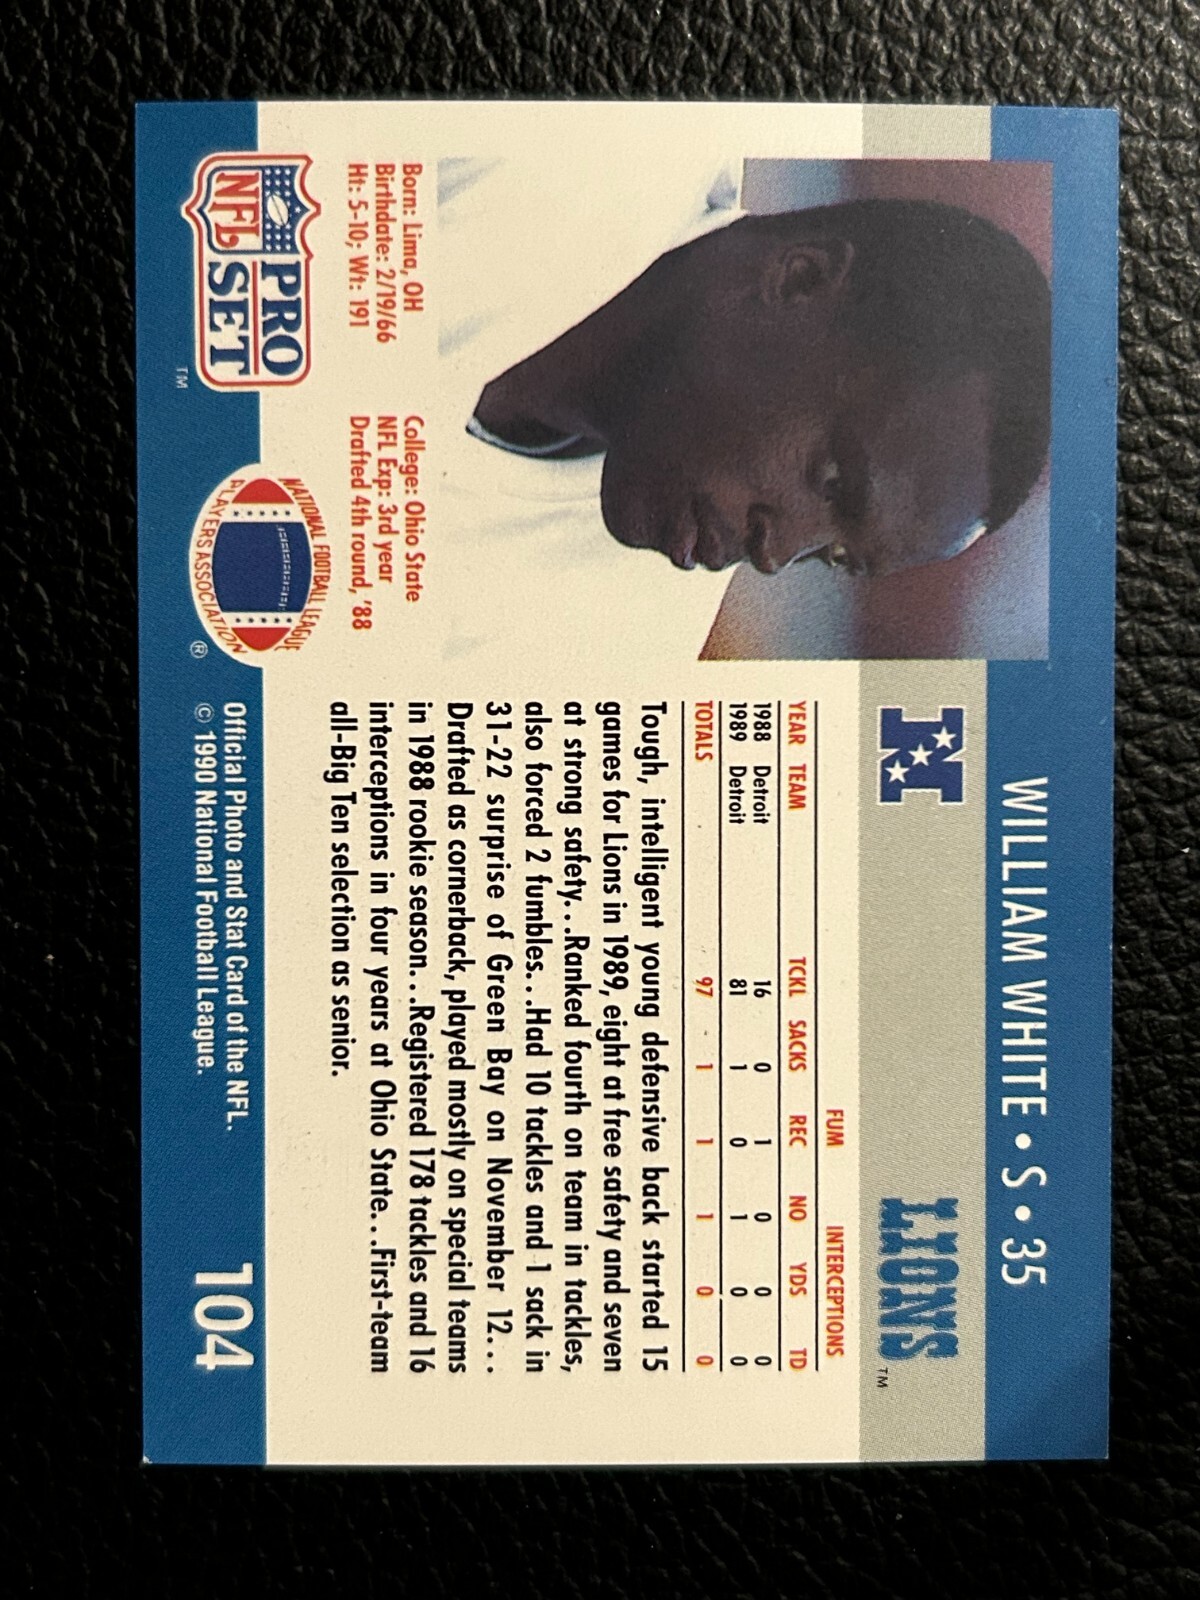 WILLIAM WHITE • S • 35
N
LIONS™
FUM INTERCEPTIONS
YEAR TEAM TCKL SACKS REC NO YDS TD
1988 Detroit 16 0 1 0 0 0
1989 Detroit 81 1 0 1 0 0
TOTALS 97 1 1 1 0 0
Tough, intelligent young defensive back started 15
games for Lions in 1989, eight at free safety and seven
at strong safety...Ranked fourth on team in tackles,
also forced 2 fumbles...Had 10 tackles and 1 sack in
31-22 surprise of Green Bay on November 12...
Drafted as cornerback, played mostly on special teams
in 1988 rookie season...Registered 178 tackles and 16
interceptions in four years at Ohio State...First-team
all-Big Ten selection as senior.
Born: Lima, OH
Birthdate: 2/19/66
Ht: 5-10; Wt: 191
College: Ohio State
NFL Exp: 3rd year
Drafted 4th round, '88
PRO
NFL SET™
NATIONAL FOOTBALL LEAGUE
PLAYERS ASSOCIATION®
Official Photo and Stat Card of the NFL.
© 1990 National Football League.
104